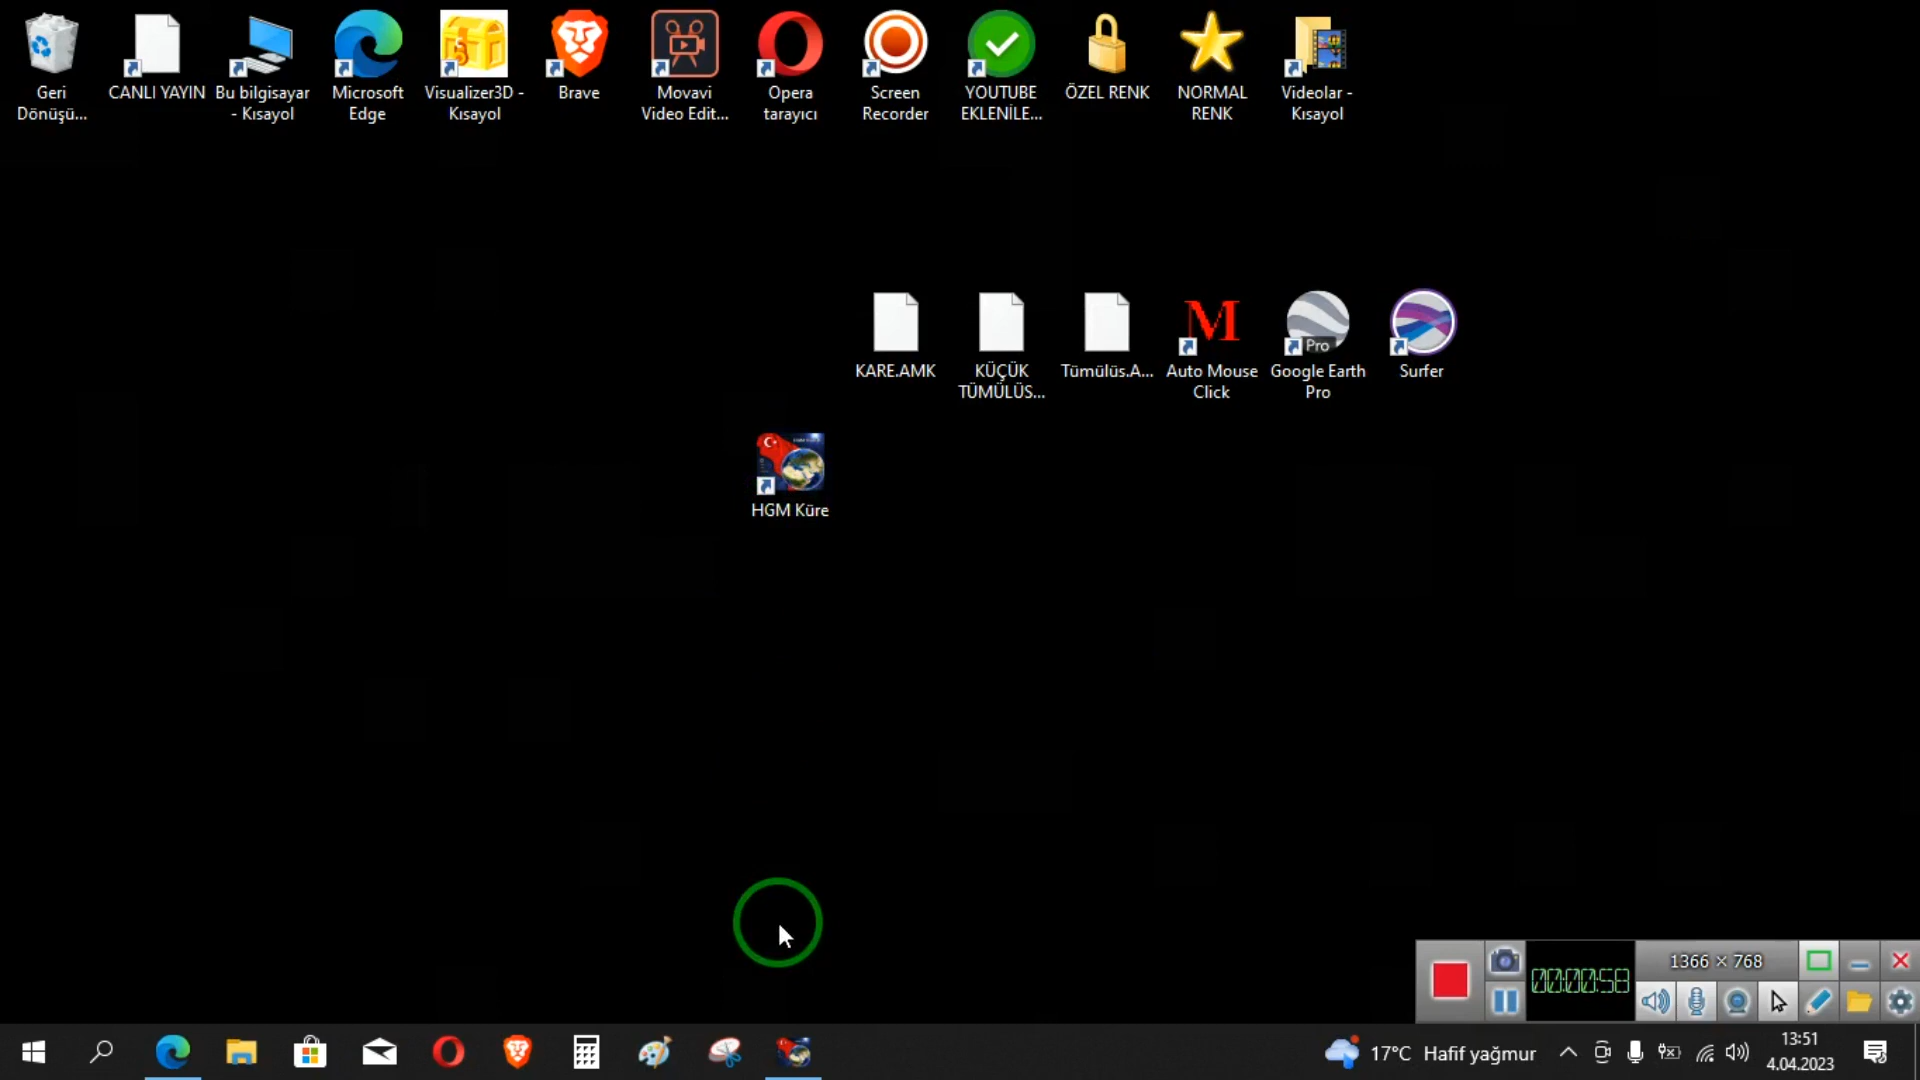 Geri
Dönüşü...
CANLI YAYIN
Bu bilgisayar
- Kısayol
Microsoft
Edge
Visualizer3D -
Kısayol
Brave
Movavi
Video Edit...
Opera
tarayıcı
Screen
Recorder
YOUTUBE
EKLENİLE...
ÖZEL RENK
NORMAL
RENK
Videolar -
Kısayol
KARE.AMK
KÜÇÜK
TÜMÜLÜS...
Tümülüs.A...
M
Auto Mouse
Click
Pro
Google Earth
Pro
Surfer
HGM Küre
1366 × 768
00:00:58
17°C Hafif yağmur
13:51
4.04.2023